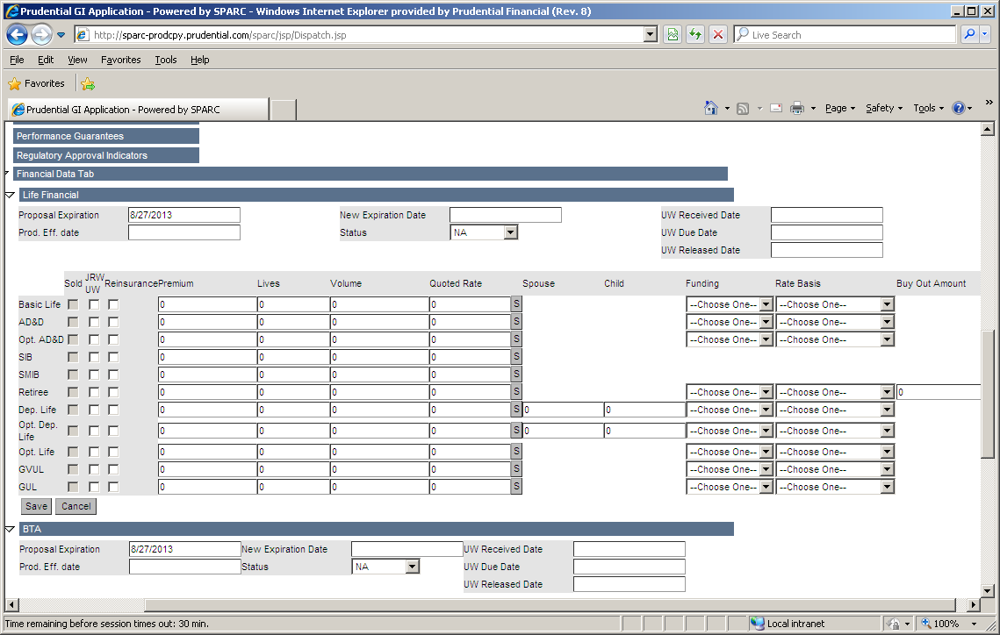 Prudential GI Application - Powered by SPARC - Windows Internet Explorer provided by Prudential Financial (Rev. 8)
http://sparc-prodcpy.prudential.com/sparc/jsp/Dispatch.jsp
Live Search
File Edit View Favorites Tools Help
Favorites
Prudential GI Application - Powered by SPARC
Page Safety Tools
Performance Guarantees
Regulatory Approval Indicators
Financial Data Tab
Life Financial
Proposal Expiration 8/27/2013 New Expiration Date UW Received Date
Prod. Eff. date Status NA UW Due Date
UW Released Date
Sold JRW UW Reinsurance Premium Lives Volume Quoted Rate Spouse Child Funding Rate Basis Buy Out Amount
Basic Life 0 0 0 0 S --Choose One-- --Choose One--
AD&D 0 0 0 0 S --Choose One-- --Choose One--
Opt. AD&D 0 0 0 0 S --Choose One-- --Choose One--
SIB 0 0 0 0 S
SMIB 0 0 0 0 S
Retiree 0 0 0 0 S --Choose One-- --Choose One-- 0
Dep. Life 0 0 0 0 S 0 0 --Choose One-- --Choose One--
Opt. Dep. Life 0 0 0 0 S 0 0 --Choose One-- --Choose One--
Opt. Life 0 0 0 0 S --Choose One-- --Choose One--
GVUL 0 0 0 0 S --Choose One-- --Choose One--
GUL 0 0 0 0 S --Choose One-- --Choose One--
Save Cancel
BTA
Proposal Expiration 8/27/2013 New Expiration Date UW Received Date
Prod. Eff. date Status NA UW Due Date
UW Released Date
Time remaining before session times out: 30 min. Local intranet 100%